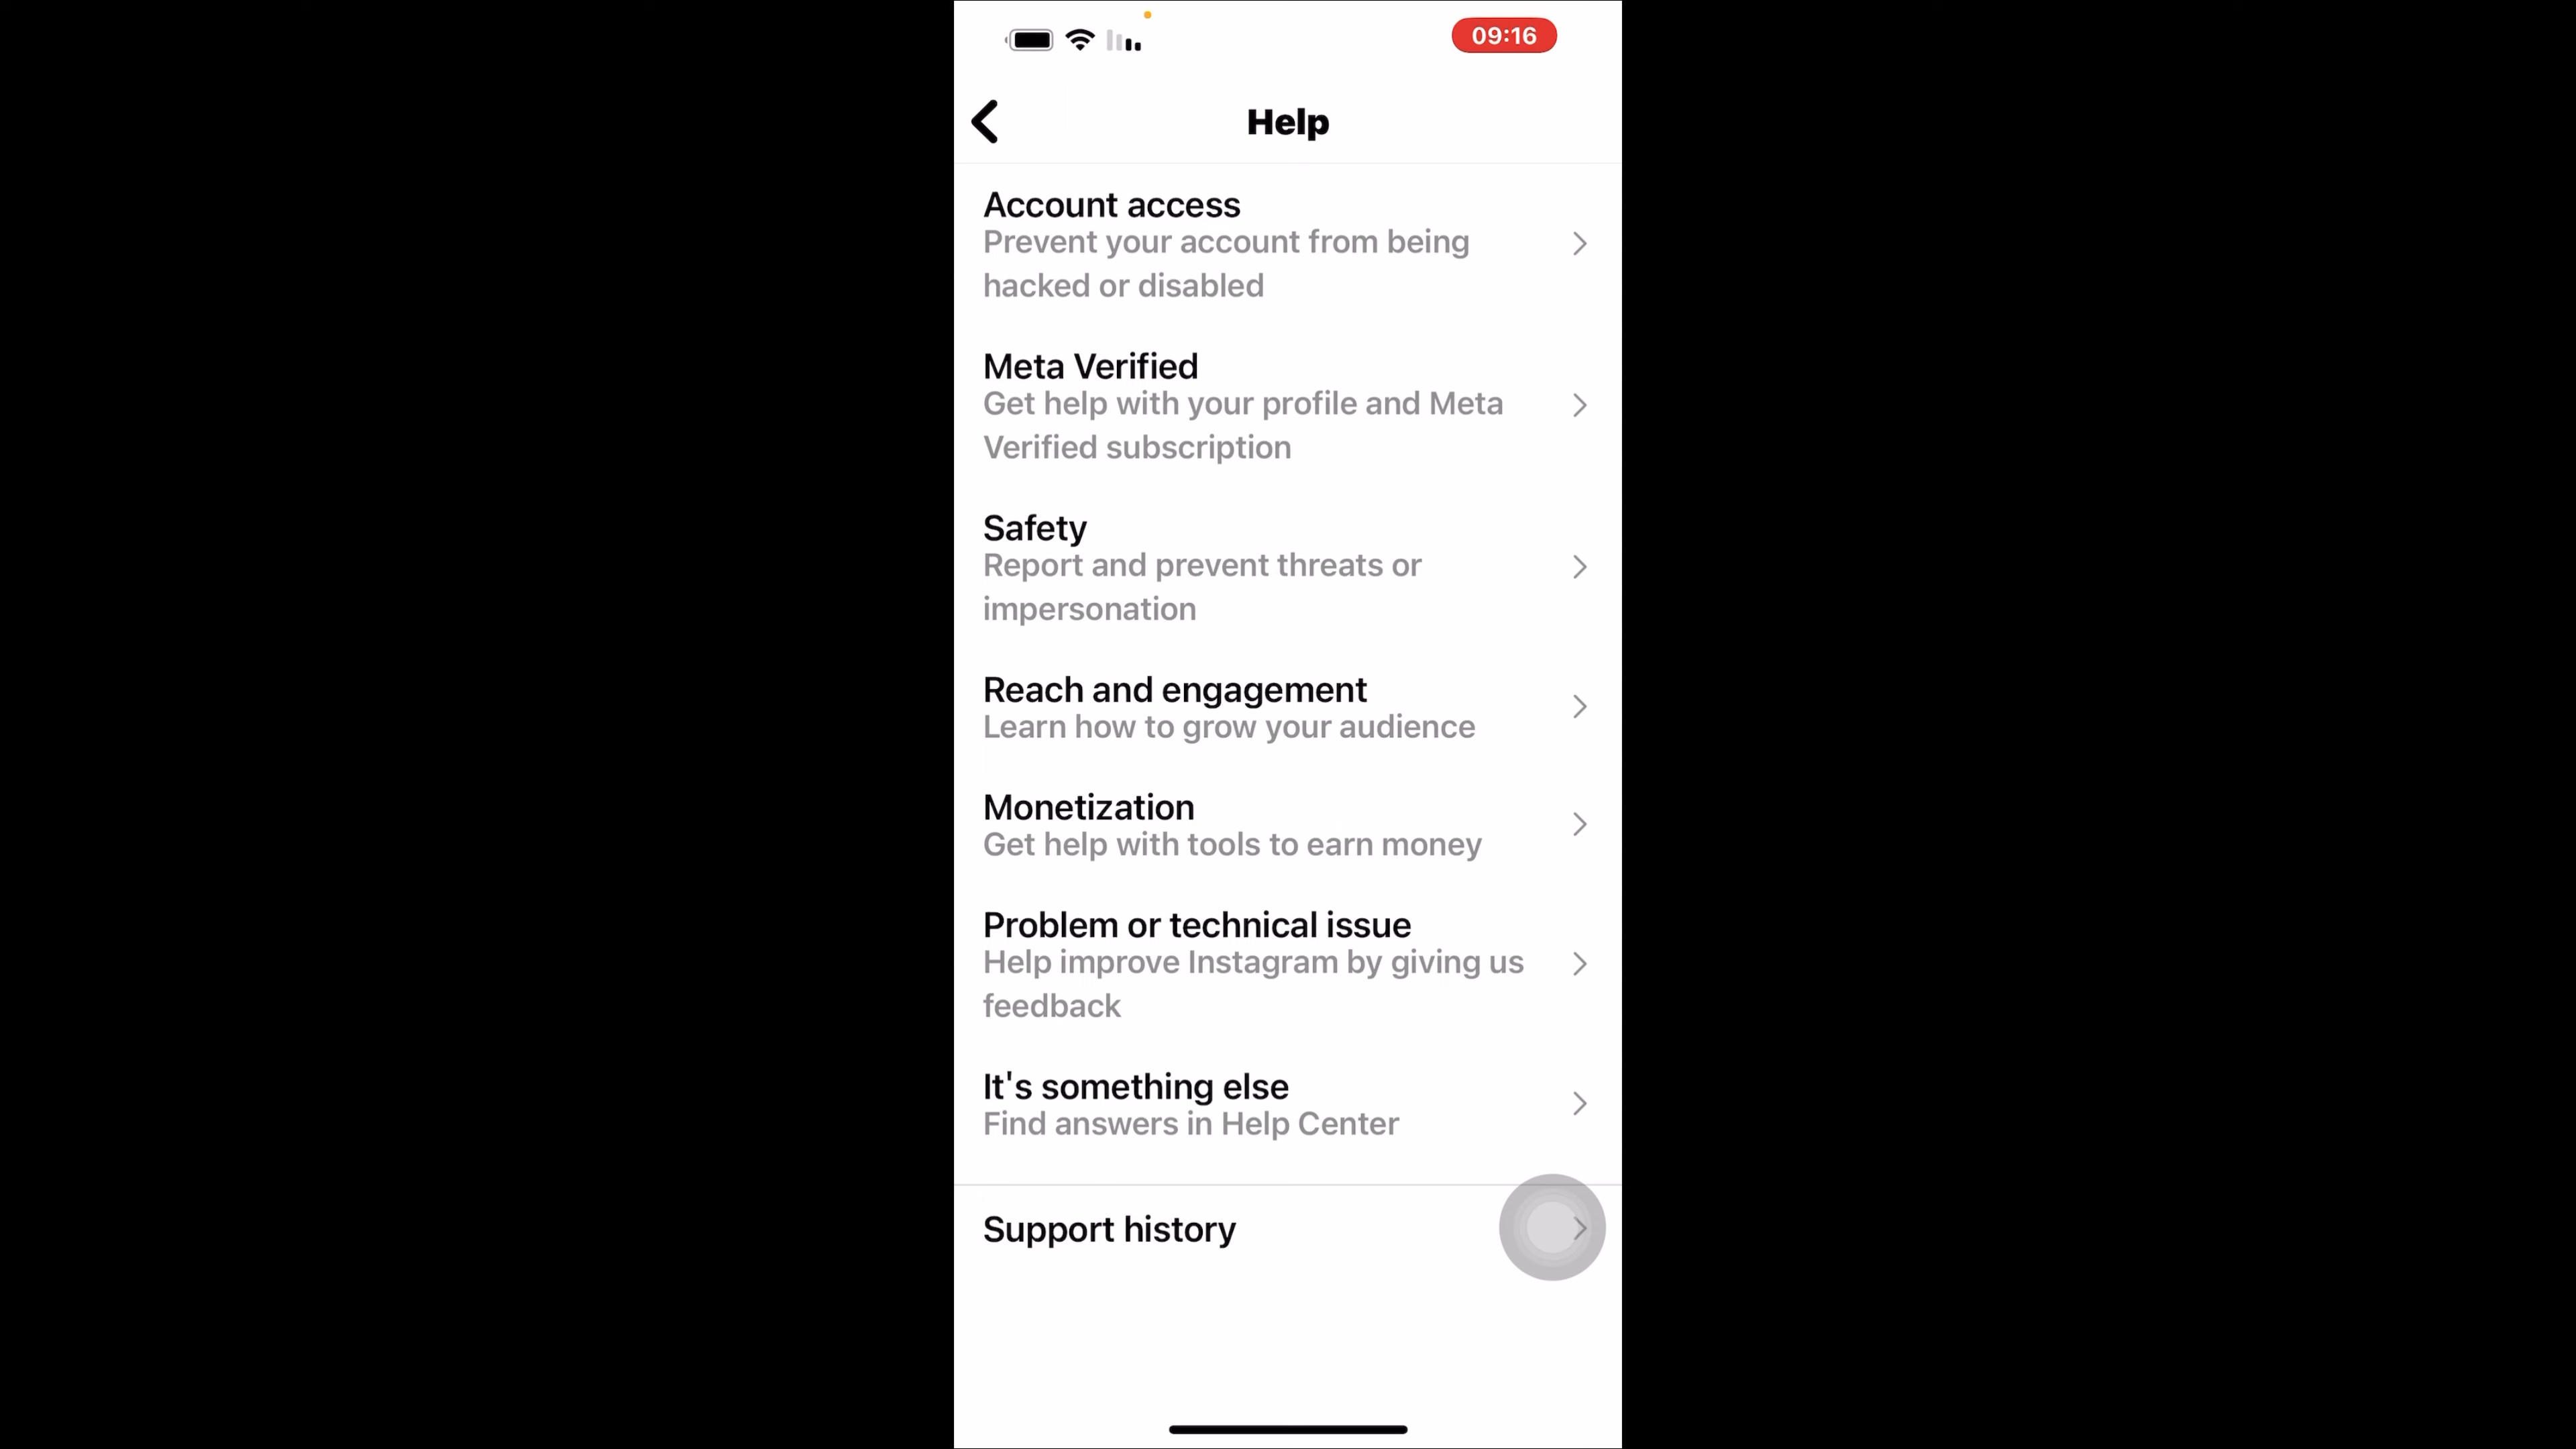 09:16
Help
Account access
Prevent your account from being
hacked or disabled
Meta Verified
Get help with your profile and Meta
Verified subscription
Safety
Report and prevent threats or
impersonation
Reach and engagement
Learn how to grow your audience
Monetization
Get help with tools to earn money
Problem or technical issue
Help improve Instagram by giving us
feedback
It's something else
Find answers in Help Center
Support history